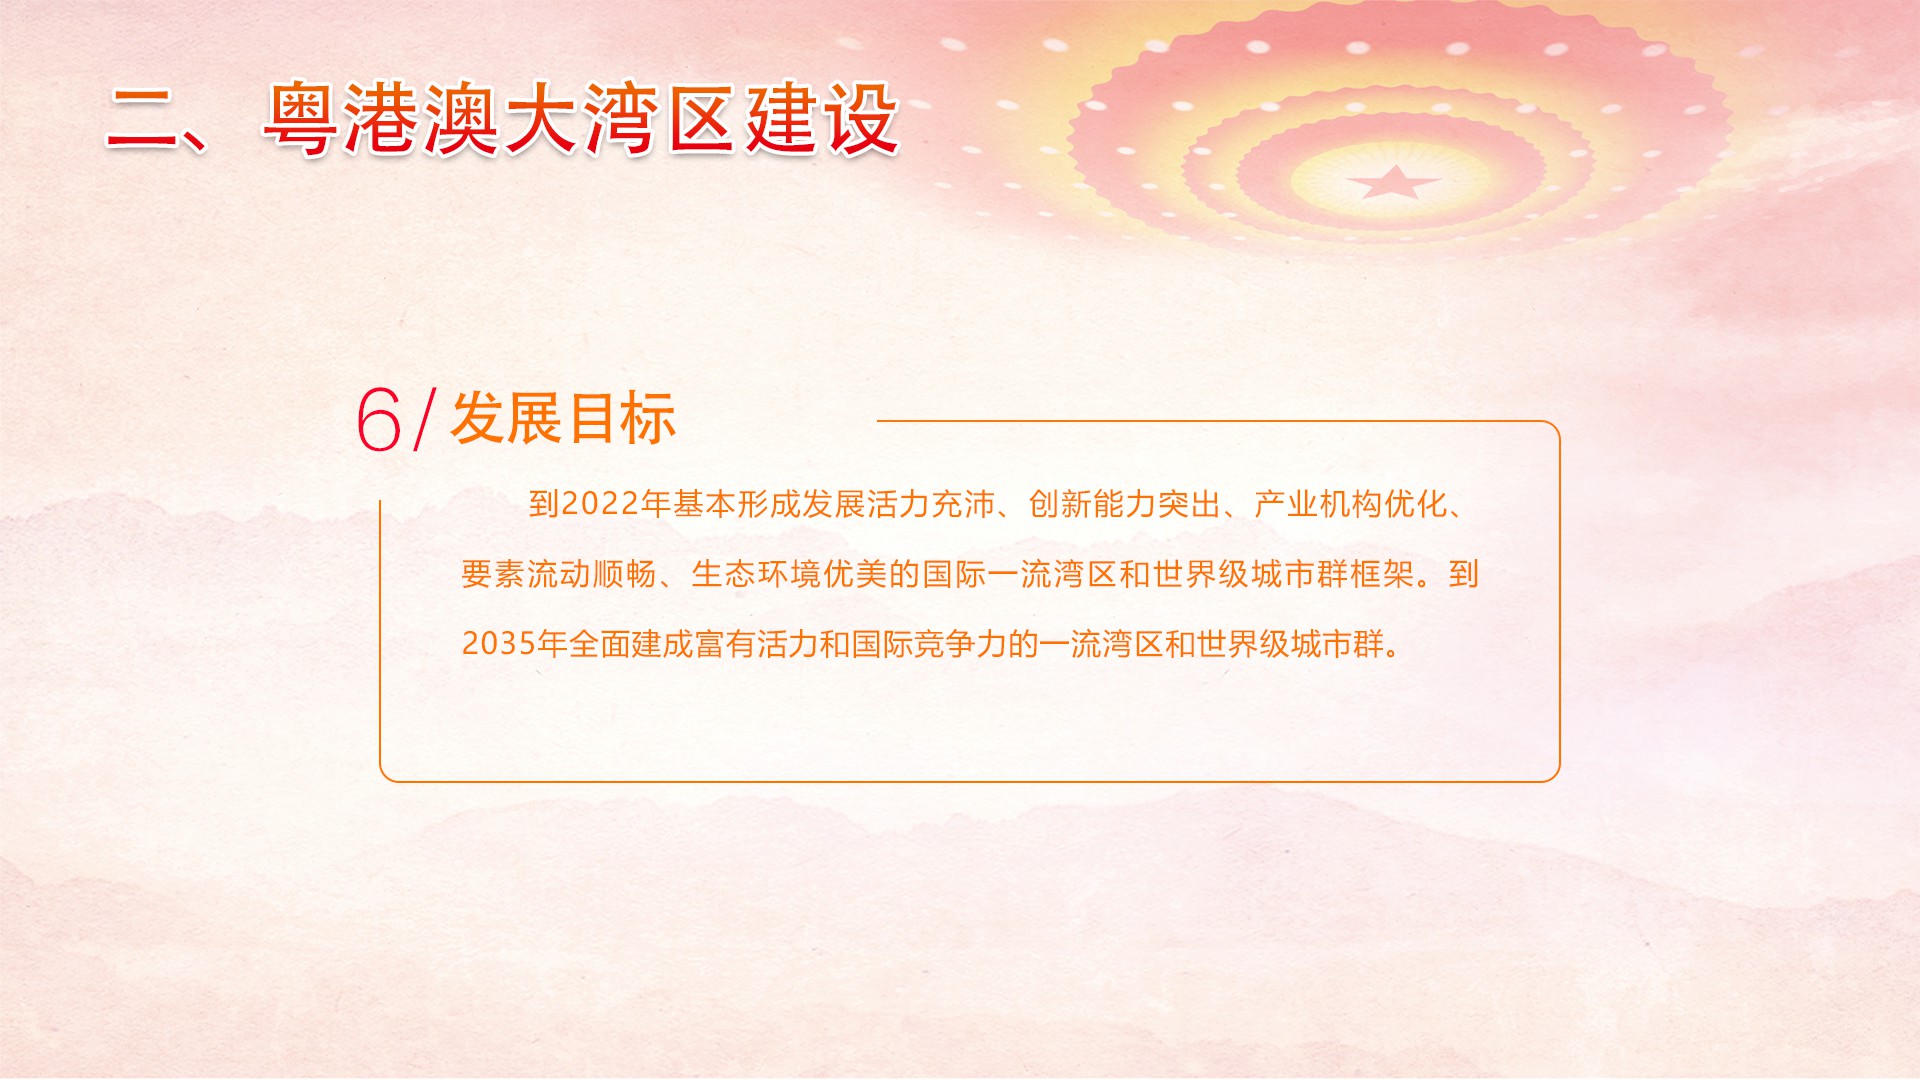 二、粤港澳大湾区建设
6/发展目标
到2022年基本形成发展活力充沛、创新能力突出、产业机构优化、
要素流动顺畅、生态环境优美的国际一流湾区和世界级城市群框架。到
2035年全面建成富有活力和国际竞争力的一流湾区和世界级城市群。